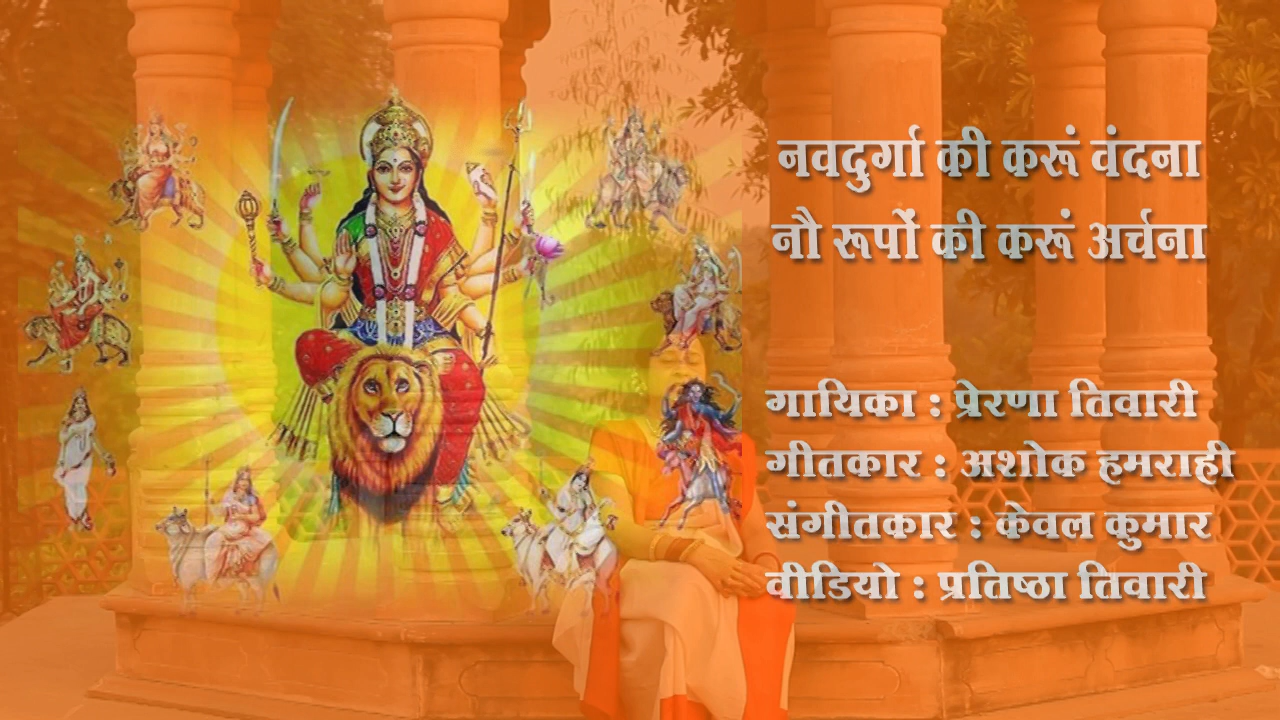 नवदुर्गा की करूं वंदना
नौ रूपों की करूं अर्चना
गायिका : प्रेरणा तिवारी
गीतकार : अशोक हमराही
संगीतकार : केवल कुमार
वीडियो : प्रतिष्ठा तिवारी